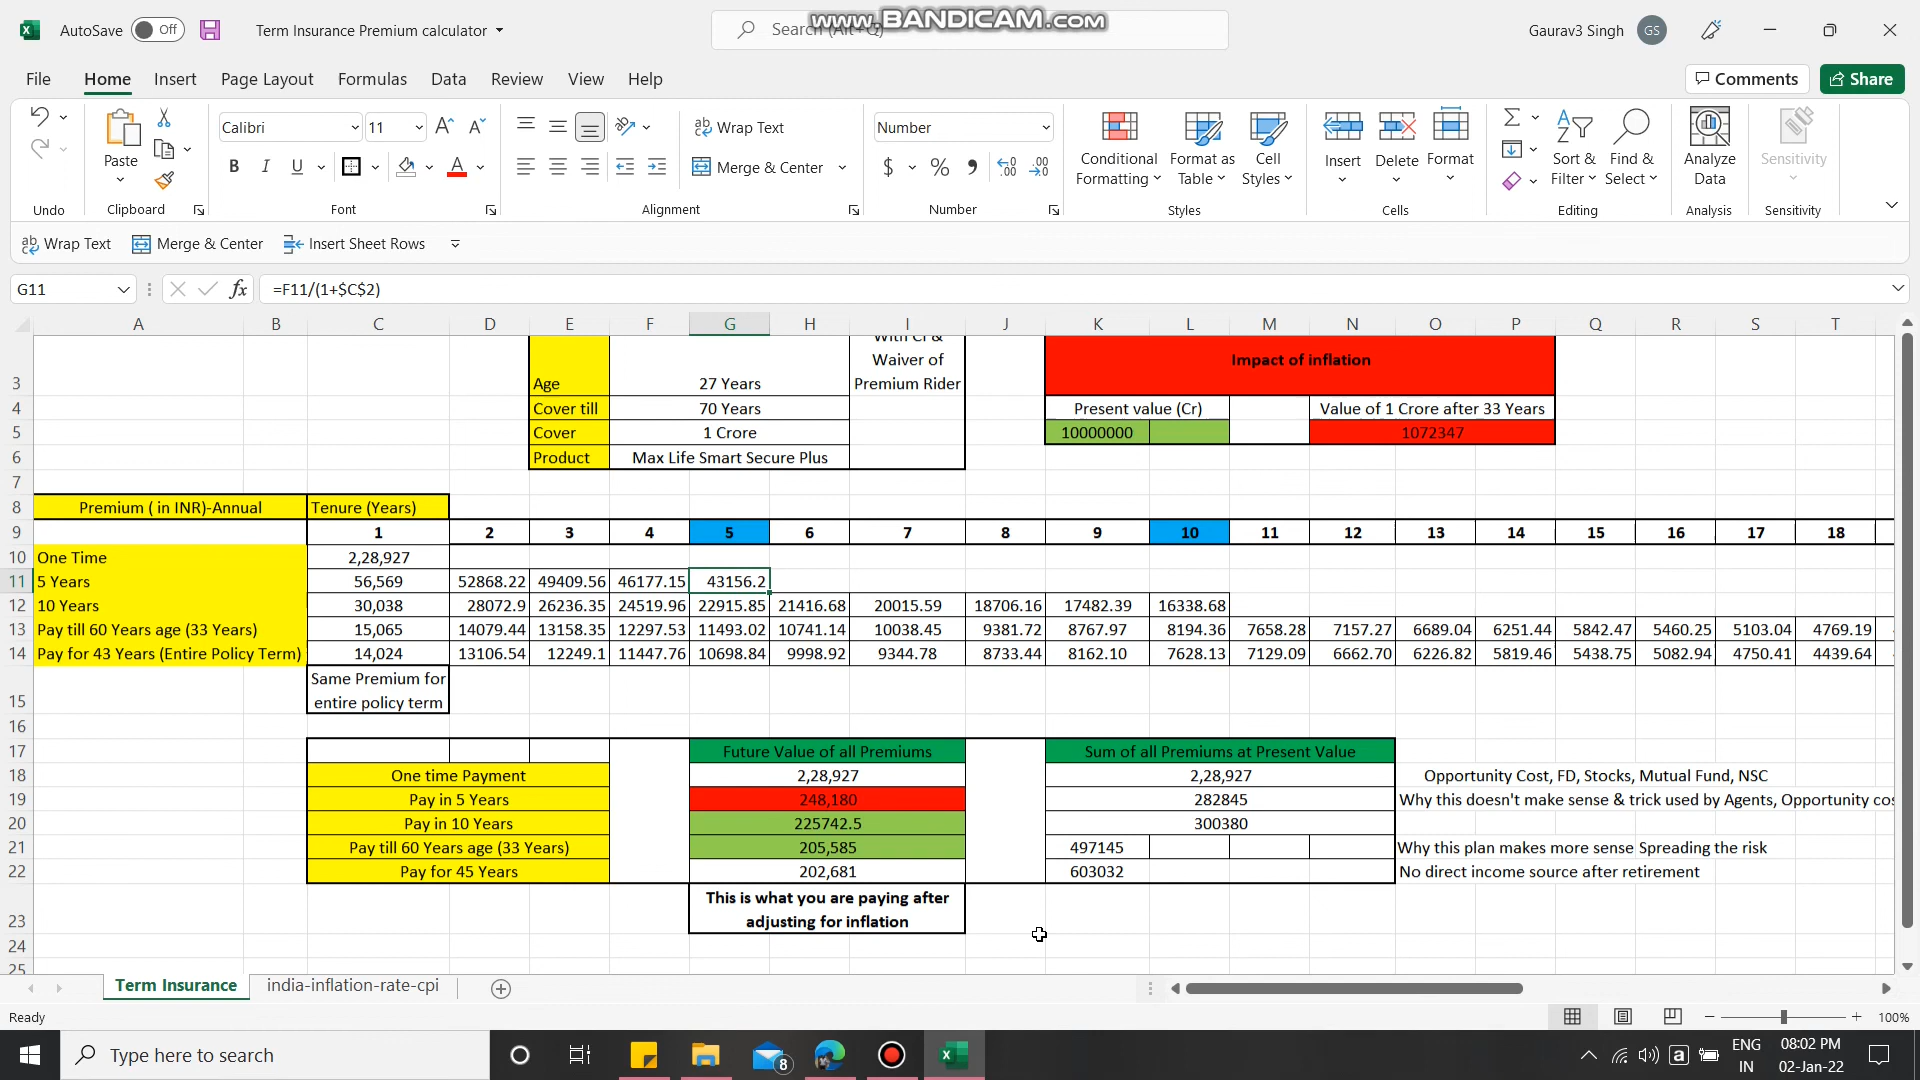 www.BANDICAM.com
AutoSave Off Term Insurance Premium calculator Search (Alt+Q) Gaurav3 Singh GS
File Home Insert Page Layout Formulas Data Review View Help Comments Share
Calibri 11 Wrap Text Number
Paste B I U Merge & Center $ % Conditional Formatting Format as Table Cell Styles Insert Delete Format Sort & Filter Find & Select Analyze Data Sensitivity
Undo Clipboard Font Alignment Number Styles Cells Editing Analysis Sensitivity
Wrap Text Merge & Center Insert Sheet Rows
G11 fx =F11/(1+$C$2)
A B C D E F G H I J K L M N O P Q R S T
With CI &
Waiver of
Impact of inflation
3 Age 27 Years Premium Rider
4 Cover till 70 Years Present value (Cr) Value of 1 Crore after 33 Years
5 Cover 1 Crore 10000000 1072347
6 Product Max Life Smart Secure Plus
7
8 Premium ( in INR)-Annual Tenure (Years)
9 1 2 3 4 5 6 7 8 9 10 11 12 13 14 15 16 17 18
10 One Time 2,28,927
11 5 Years 56,569 52868.22 49409.56 46177.15 43156.2
12 10 Years 30,038 28072.9 26236.35 24519.96 22915.85 21416.68 20015.59 18706.16 17482.39 16338.68
13 Pay till 60 Years age (33 Years) 15,065 14079.44 13158.35 12297.53 11493.02 10741.14 10038.45 9381.72 8767.97 8194.36 7658.28 7157.27 6689.04 6251.44 5842.47 5460.25 5103.04 4769.19
14 Pay for 43 Years (Entire Policy Term) 14,024 13106.54 12249.1 11447.76 10698.84 9998.92 9344.78 8733.44 8162.10 7628.13 7129.09 6662.70 6226.82 5819.46 5438.75 5082.94 4750.41 4439.64
Same Premium for
15 entire policy term
16
17 Future Value of all Premiums Sum of all Premiums at Present Value
18 One time Payment 2,28,927 2,28,927 Opportunity Cost, FD, Stocks, Mutual Fund, NSC
19 Pay in 5 Years 248,180 282845 Why this doesn't make sense & trick used by Agents, Opportunity cos
20 Pay in 10 Years 225742.5 300380
21 Pay till 60 Years age (33 Years) 205,585 497145 Why this plan makes more sense Spreading the risk
22 Pay for 45 Years 202,681 603032 No direct income source after retirement
This is what you are paying after
23 adjusting for inflation
24
25
Term Insurance india-inflation-rate-cpi
Ready 100%
Type here to search 8 ENG 08:02 PM
IN 02-Jan-22